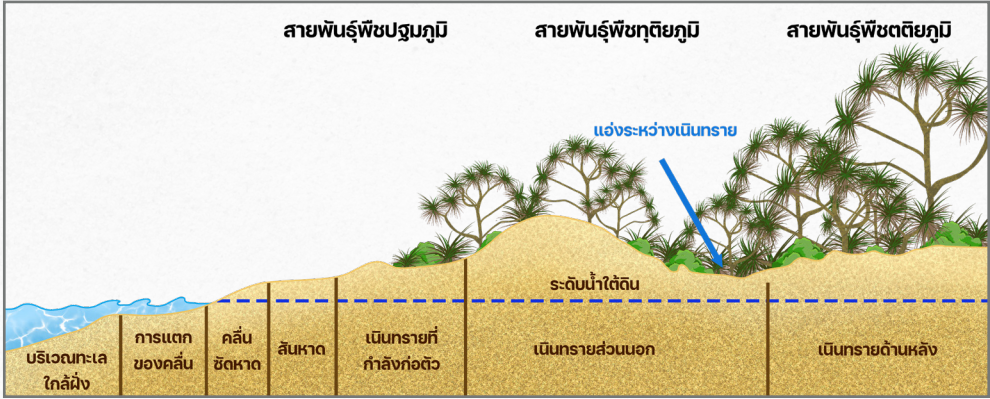 สายพันธุ์พืชปฐมภูมิ
สายพันธุ์พืชทุติยภูมิ
สายพันธุ์พืชตติยภูมิ
แอ่งระหว่างเนินทราย
ระดับน้ำใต้ดิน
บริเวณทะเล
ใกล้ฝั่ง
การแตก
ของคลื่น
คลื่น
ซัดหาด
สันหาด
เนินทรายที่
กำลังก่อตัว
เนินทรายส่วนนอก
เนินทรายด้านหลัง